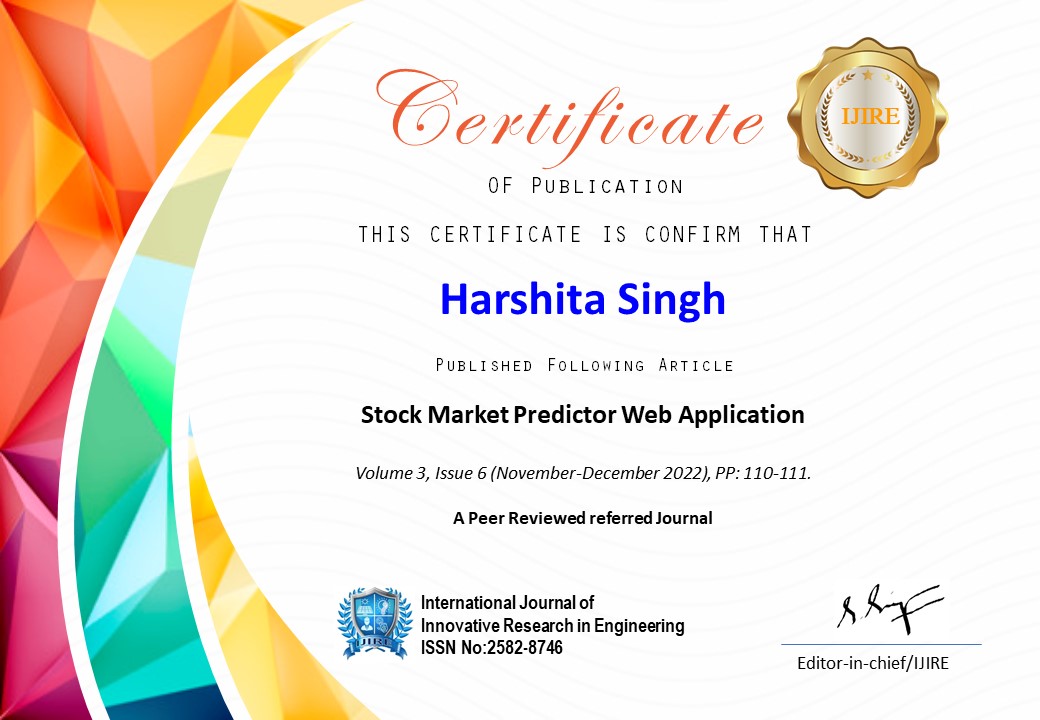 Certificate
IJIRE
OF Publication
THIS CERTIFICATE IS CONFIRM THAT
Harshita Singh
Published Following Article
Stock Market Predictor Web Application
Volume 3, Issue 6 (November-December 2022), PP: 110-111.
A Peer Reviewed referred Journal
International Journal of
Innovative Research in Engineering
ISSN No:2582-8746
IJIRE
Editor-in-chief/IJIRE